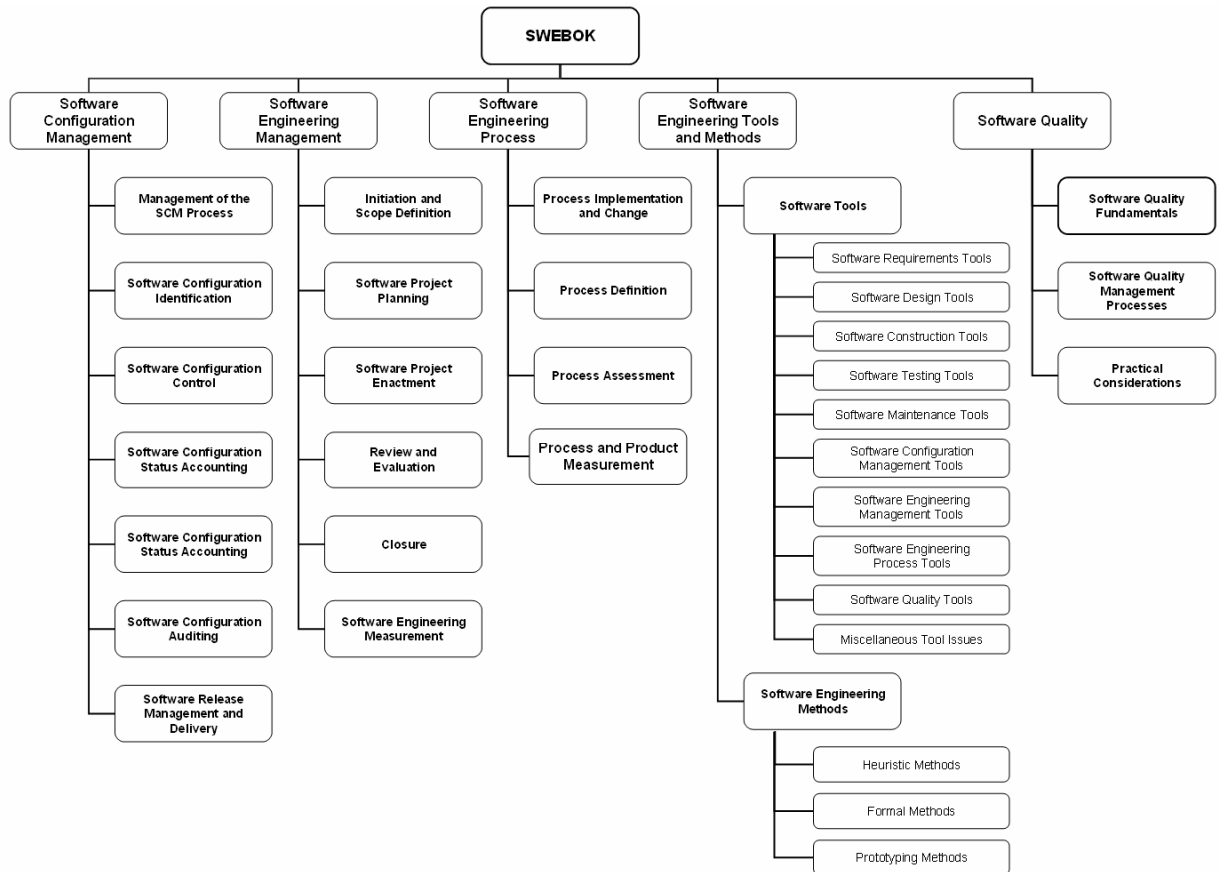 SWEBOK
Software
Configuration
Management
Software
Engineering
Management
Software
Engineering
Process
Software
Engineering Tools
and Methods
Software Quality
Management of the
SCM Process
Software Configuration
Identification
Software Configuration
Control
Software Configuration
Status Accounting
Software Configuration
Status Accounting
Software Configuration
Auditing
Software Release
Management and
Delivery
Initiation and
Scope Definition
Software Project
Planning
Software Project
Enactment
Review and
Evaluation
Closure
Software Engineering
Measurement
Process Implementation
and Change
Process Definition
Process Assessment
Process and Product
Measurement
Software Tools
Software Requirements Tools
Software Design Tools
Software Construction Tools
Software Testing Tools
Software Maintenance Tools
Software Configuration
Management Tools
Software Engineering
Management Tools
Software Engineering
Process Tools
Software Quality Tools
Miscellaneous Tool Issues
Software Engineering
Methods
Heuristic Methods
Formal Methods
Prototyping Methods
Software Quality
Fundamentals
Software Quality
Management
Processes
Practical
Considerations